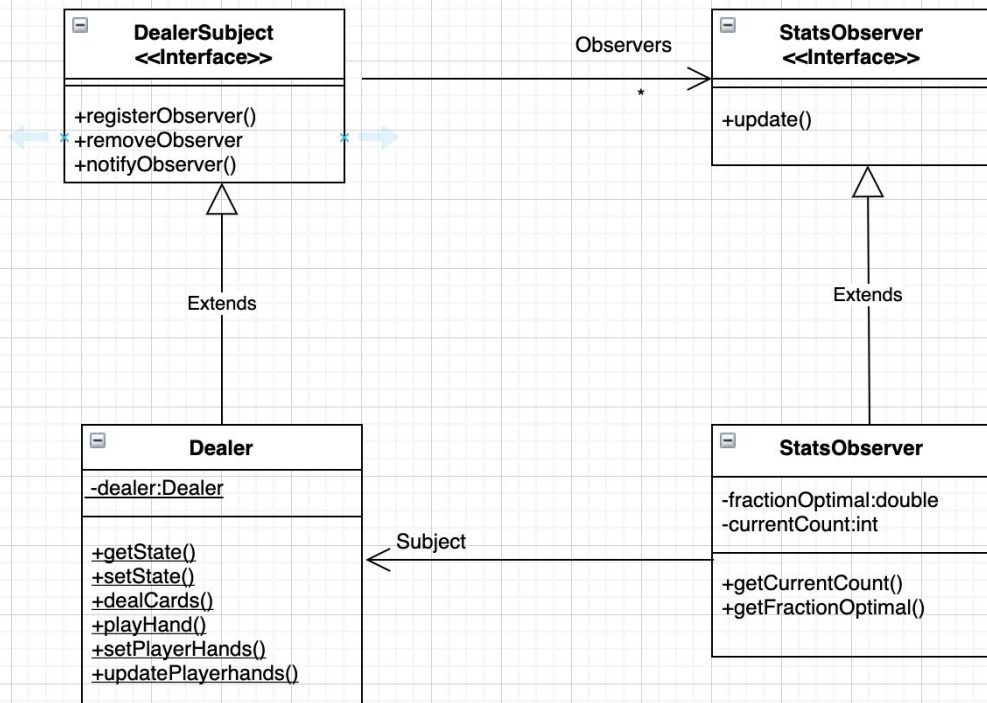 DealerSubject
<<Interface>>
+registerObserver()
+removeObserver
+notifyObserver()
Observers
*
StatsObserver
<<Interface>>
+update()
Extends
Extends
Dealer
-dealer:Dealer
+getState()
+setState()
+dealCards()
+playHand()
+setPlayerHands()
+updatePlayerhands()
Subject
StatsObserver
-fractionOptimal:double
-currentCount:int
+getCurrentCount()
+getFractionOptimal()